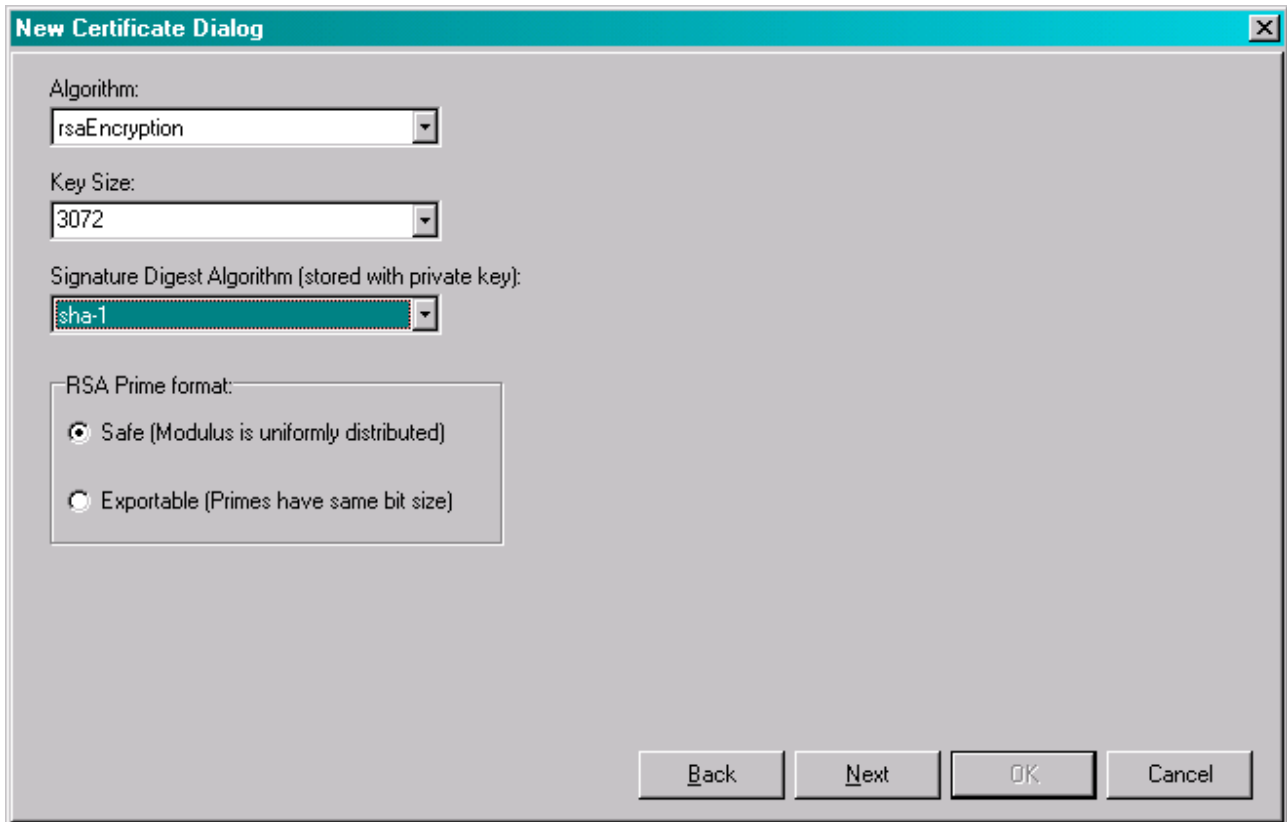 New Certificate Dialog
Algorithm:
rsaEncryption
Key Size:
3072
Signature Digest Algorithm (stored with private key):
sha-1
RSA Prime format:
Safe (Modulus is uniformly distributed)
Exportable (Primes have same bit size)
Back Next OK Cancel